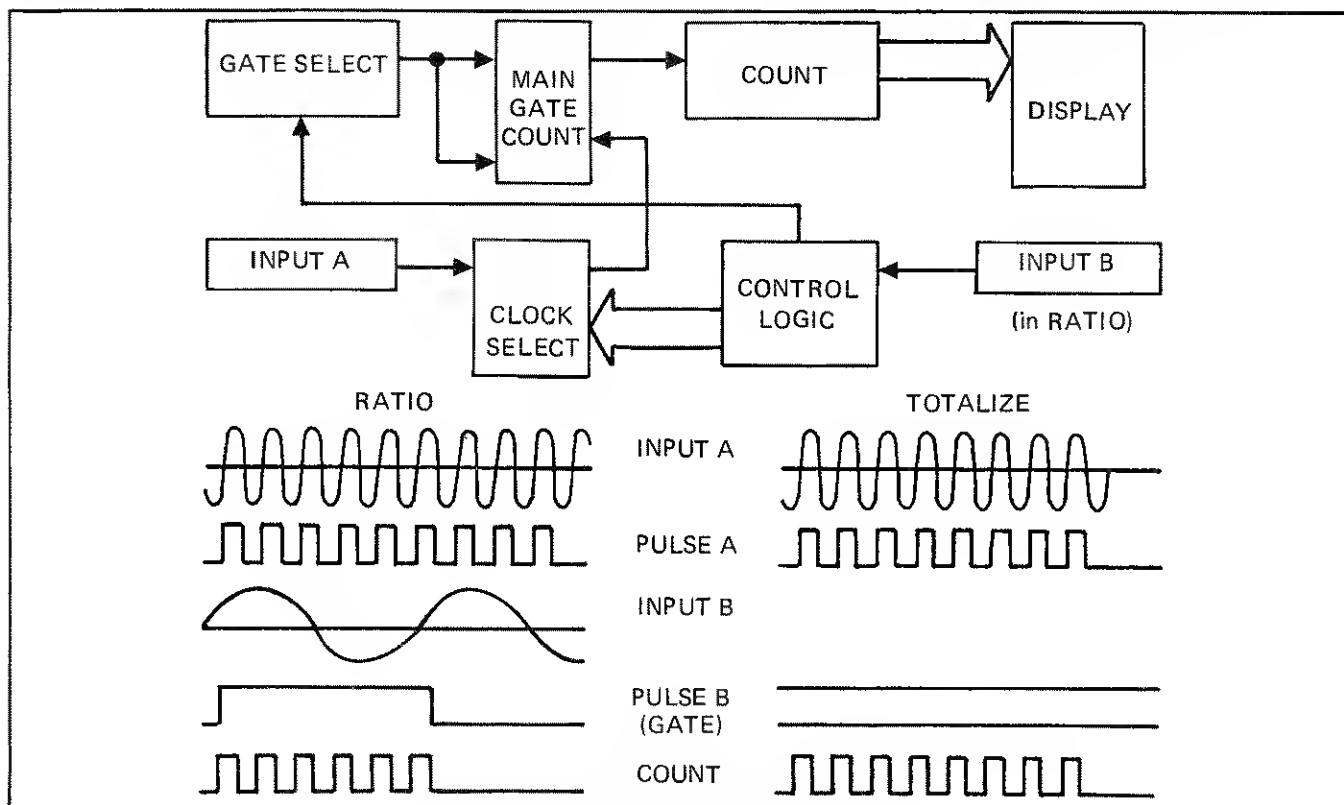 GATE SELECT
MAIN
GATE
COUNT
COUNT
DISPLAY
INPUT A
CLOCK
SELECT
CONTROL
LOGIC
INPUT B
(in RATIO)
RATIO
TOTALIZE
INPUT A
PULSE A
INPUT B
PULSE B
(GATE)
COUNT